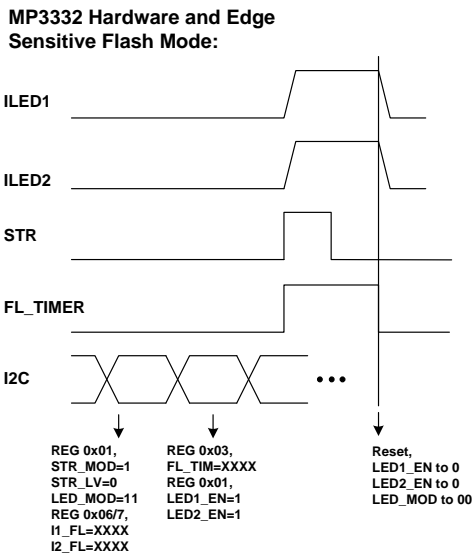 MP3332 Hardware and Edge
Sensitive Flash Mode:
ILED1
ILED2
STR
FL_TIMER
I2C
REG 0x01,
STR_MOD=1
STR_LV=0
LED_MOD=11
REG 0x06/7,
I1_FL=XXXX
I2_FL=XXXX
REG 0x03,
FL_TIM=XXXX
REG 0x01,
LED1_EN=1
LED2_EN=1
Reset,
LED1_EN to 0
LED2_EN to 0
LED_MOD to 00